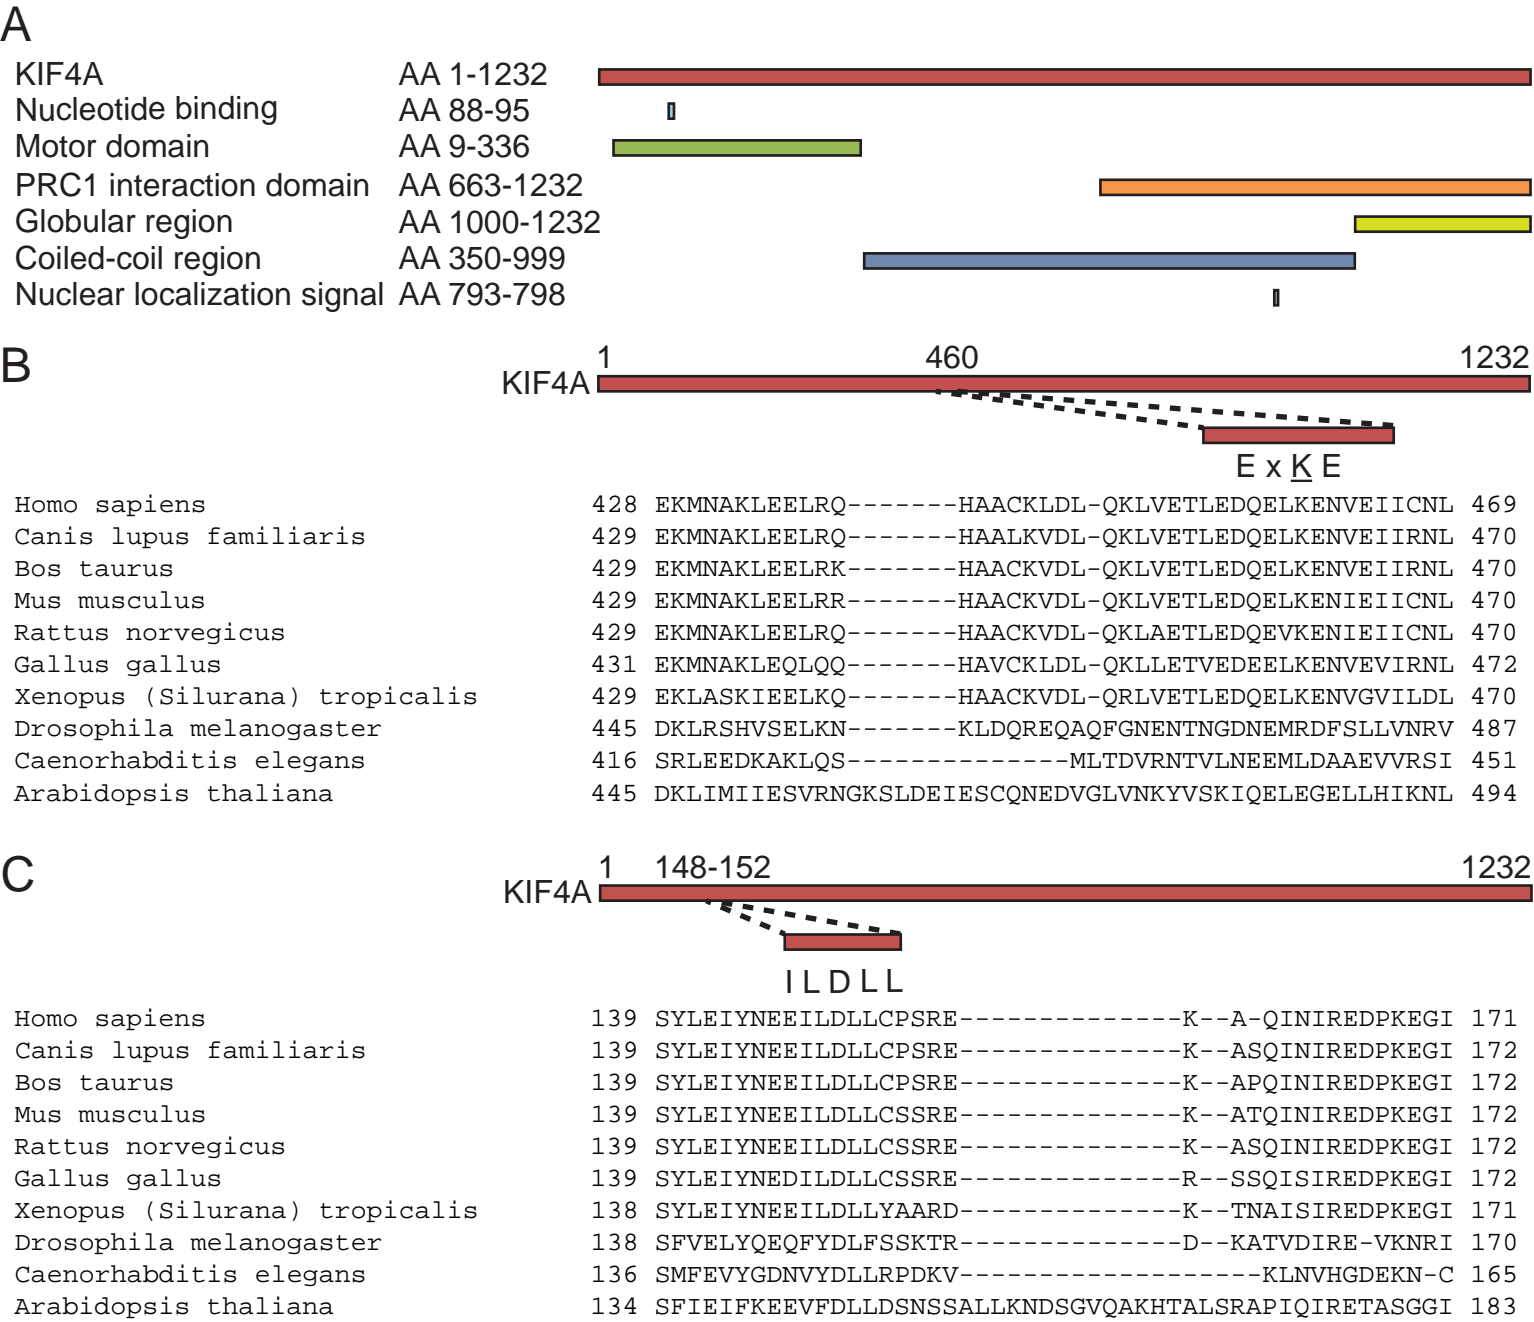 A
KIF4A AA 1-1232
Nucleotide binding AA 88-95
Motor domain AA 9-336
PRC1 interaction domain AA 663-1232
Globular region AA 1000-1232
Coiled-coil region AA 350-999
Nuclear localization signal AA 793-798
B
1 460 1232
KIF4A
E x K E
Homo sapiens 428 EKMNAKLEELRQ-------HAACKLDL-QKLVETLEDQELKENVEIICNL 469
Canis lupus familiaris 429 EKMNAKLEELRQ-------HAALKVDL-QKLVETLEDQELKENVEIIRNL 470
Bos taurus 429 EKMNAKLEELRK-------HAACKVDL-QKLVETLEDQELKENVEIIRNL 470
Mus musculus 429 EKMNAKLEELRR-------HAACKVDL-QKLVETLEDQELKENIEIICNL 470
Rattus norvegicus 429 EKMNAKLEELRQ-------HAACKVDL-QKLAETLEDQEVKENIEIICNL 470
Gallus gallus 431 EKMNAKLEQLQQ-------HAVCKLDL-QKLLETVEDEELKENVEVIRNL 472
Xenopus (Silurana) tropicalis 429 EKLASKIEELKQ-------HAACKVDL-QRLVETLEDQELKENVGVILDL 470
Drosophila melanogaster 445 DKLRSHVSELKN-------KLDQREQAQFGNENTNGDNEMRDFSLLVNRV 487
Caenorhabditis elegans 416 SRLEEDKAKLQS--------------MLTDVRNTVLNEEMLDAAEVVRSI 451
Arabidopsis thaliana 445 DKLIMIIESVRNGKSLDEIESCQNEDVGLVNKYVSKIQELEGELLHIKNL 494
C
1 148-152 1232
KIF4A
I L D L L
Homo sapiens 139 SYLEIYNEEILDLLCPSRE--------------K--A-QINIREDPKEGI 171
Canis lupus familiaris 139 SYLEIYNEEILDLLCPSRE--------------K--ASQINIREDPKEGI 172
Bos taurus 139 SYLEIYNEEILDLLCPSRE--------------K--APQINIREDPKEGI 172
Mus musculus 139 SYLEIYNEEILDLLCSSRE--------------K--ATQINIREDPKEGI 172
Rattus norvegicus 139 SYLEIYNEEILDLLCSSRE--------------K--ASQINIREDPKEGI 172
Gallus gallus 139 SYLEIYNEDILDLLCSSRE--------------R--SSQISIREDPKEGI 172
Xenopus (Silurana) tropicalis 138 SYLEIYNEEILDLLYAARD--------------K--TNAISIREDPKEGI 171
Drosophila melanogaster 138 SFVELYQEQFYDLFSSKTR--------------D--KATVDIRE-VKNRI 170
Caenorhabditis elegans 136 SMFEVYGDNVYDLLRPDKV-------------------KLNVHGDEKN-C 165
Arabidopsis thaliana 134 SFIEIFKEEVFDLLDSNSSALLKNDSGVQAKHTALSRAPIQIRETASGGI 183